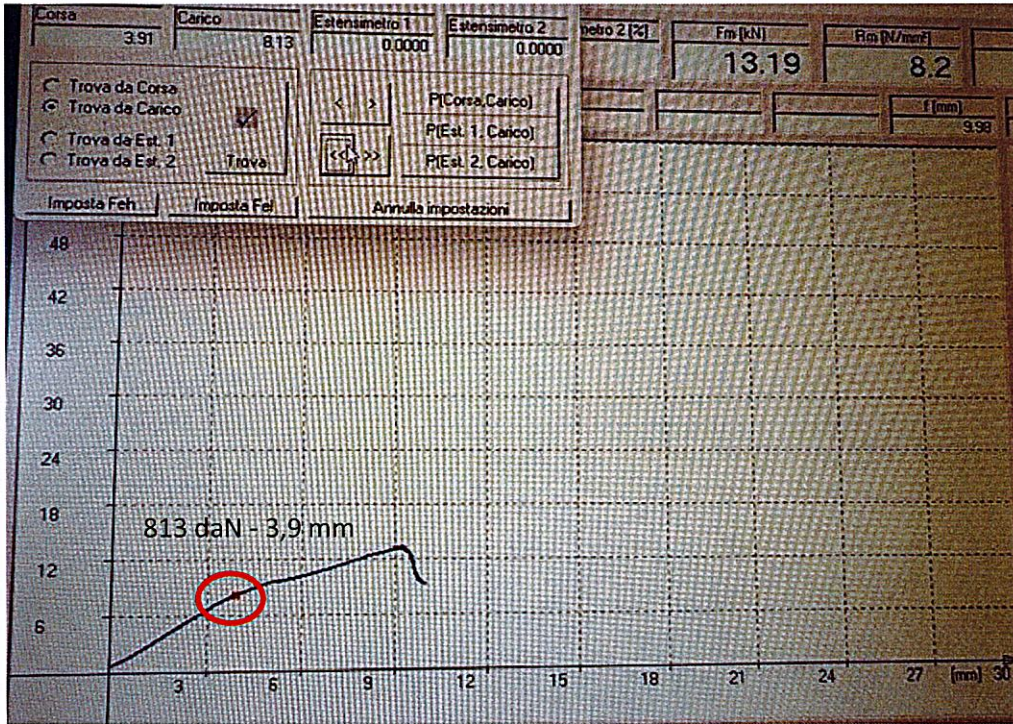 Corsa
3.91
Carico
8.13
Estensimetro 1
0.0000
Estensimetro 2
0.0000
metro 2 [%]
Fm [kN]
13.19
Rm [N/mm²]
8.2
Trova da Corsa
Trova da Carico
Trova da Est. 1
Trova da Est. 2
Trova
< >
<< >>
P(Corsa,Carico)
P(Est. 1, Carico)
P(Est. 2, Carico)
f [mm]
9.98
Imposta Feh
Imposta Fel
Annulla impostazioni
48
42
36
30
24
18
12
6
813 daN - 3,9 mm
3
6
9
12
15
18
21
24
27
[mm]
30